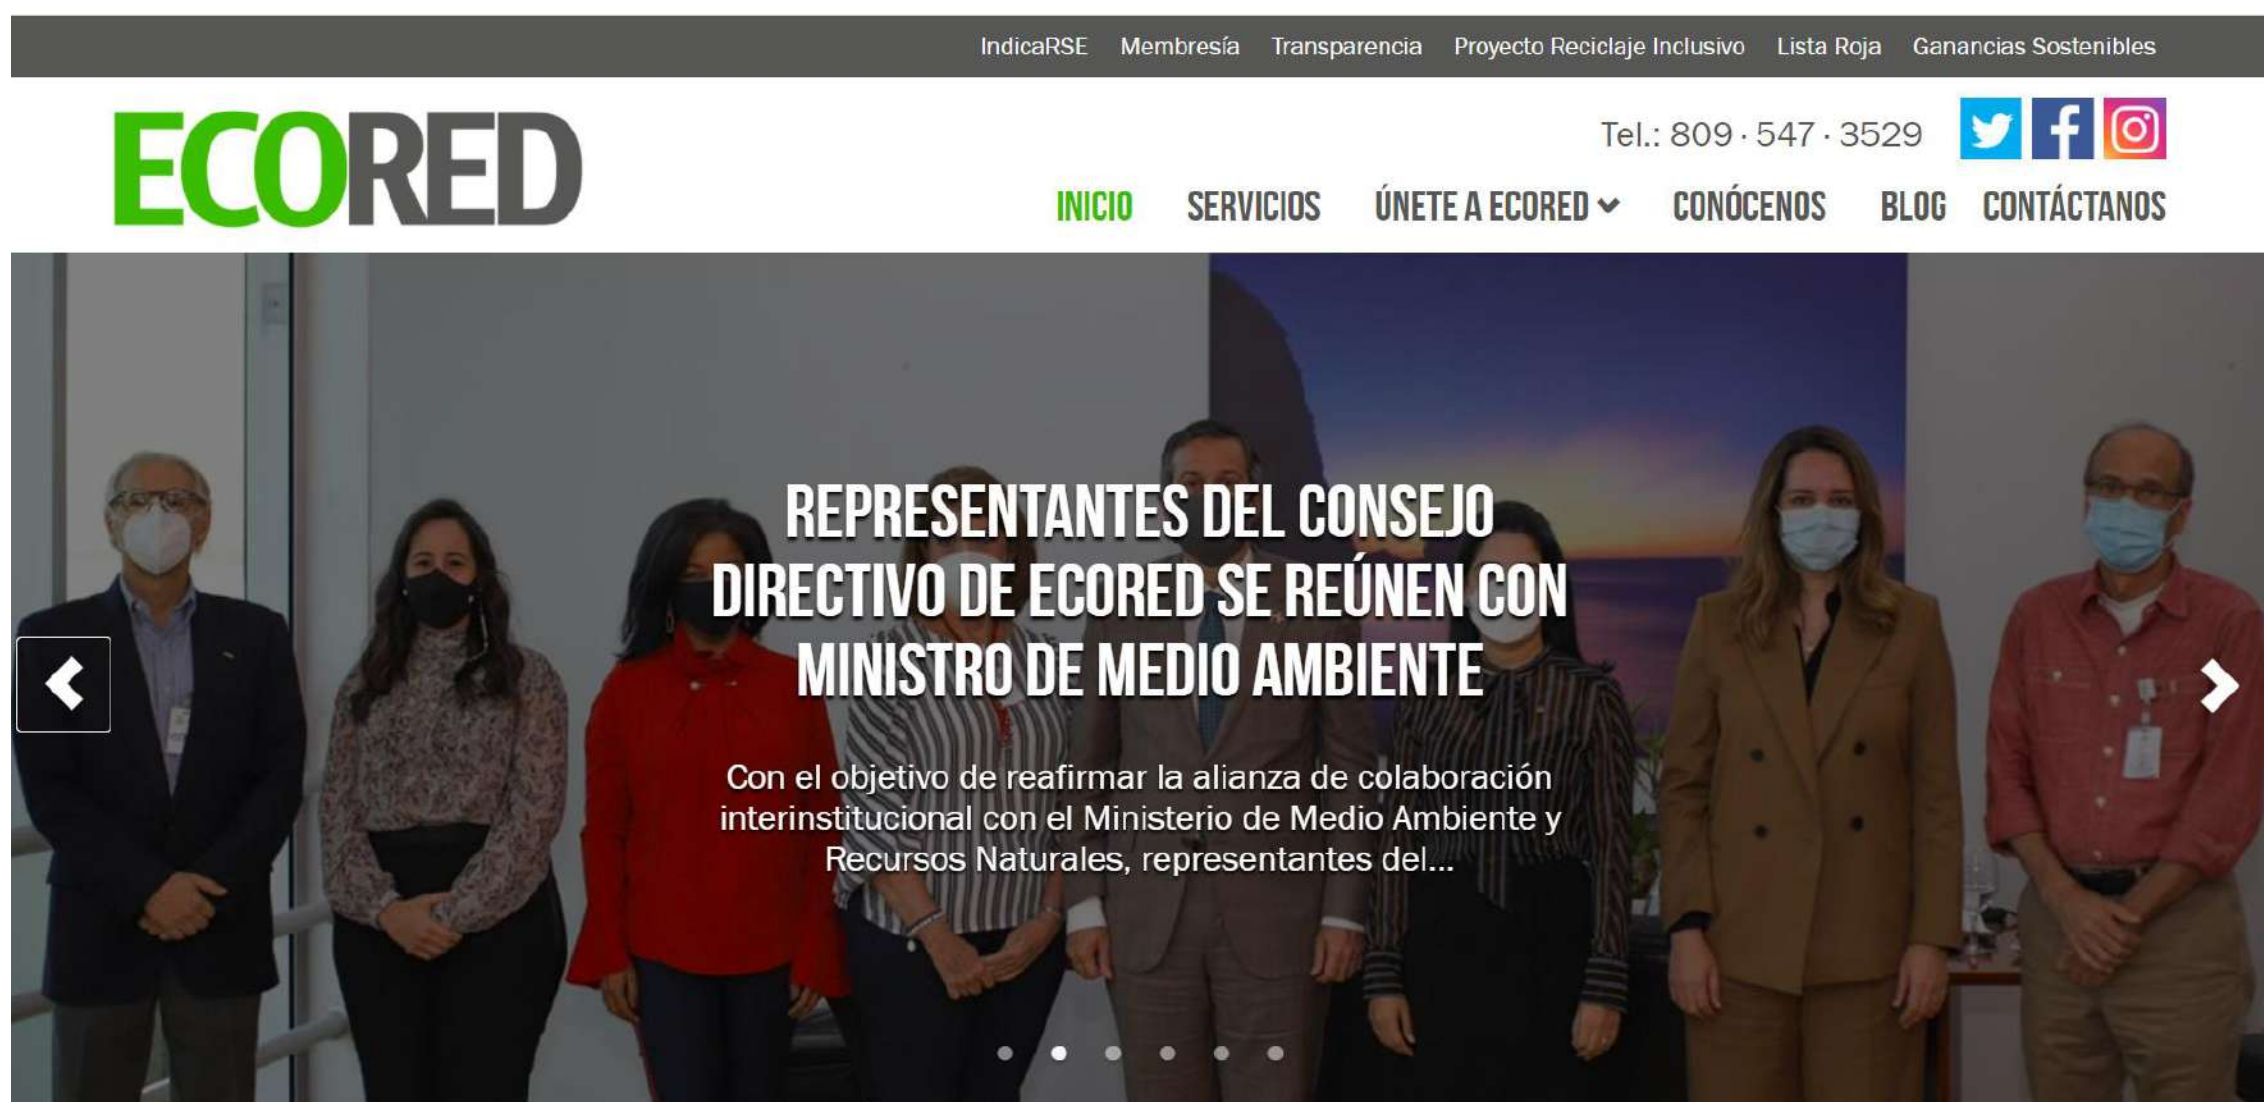 IndicaRSE Membresía Transparencia Proyecto Reciclaje Inclusivo Lista Roja Ganancias Sostenibles
ECORED
Tel.: 809 · 547 · 3529
INICIO SERVICIOS ÚNETE A ECORED CONÓCENOS BLOG CONTÁCTANOS
REPRESENTANTES DEL CONSEJO
DIRECTIVO DE ECORED SE REÚNEN CON
MINISTRO DE MEDIO AMBIENTE
Con el objetivo de reafirmar la alianza de colaboración
interinstitucional con el Ministerio de Medio Ambiente y
Recursos Naturales, representantes del...